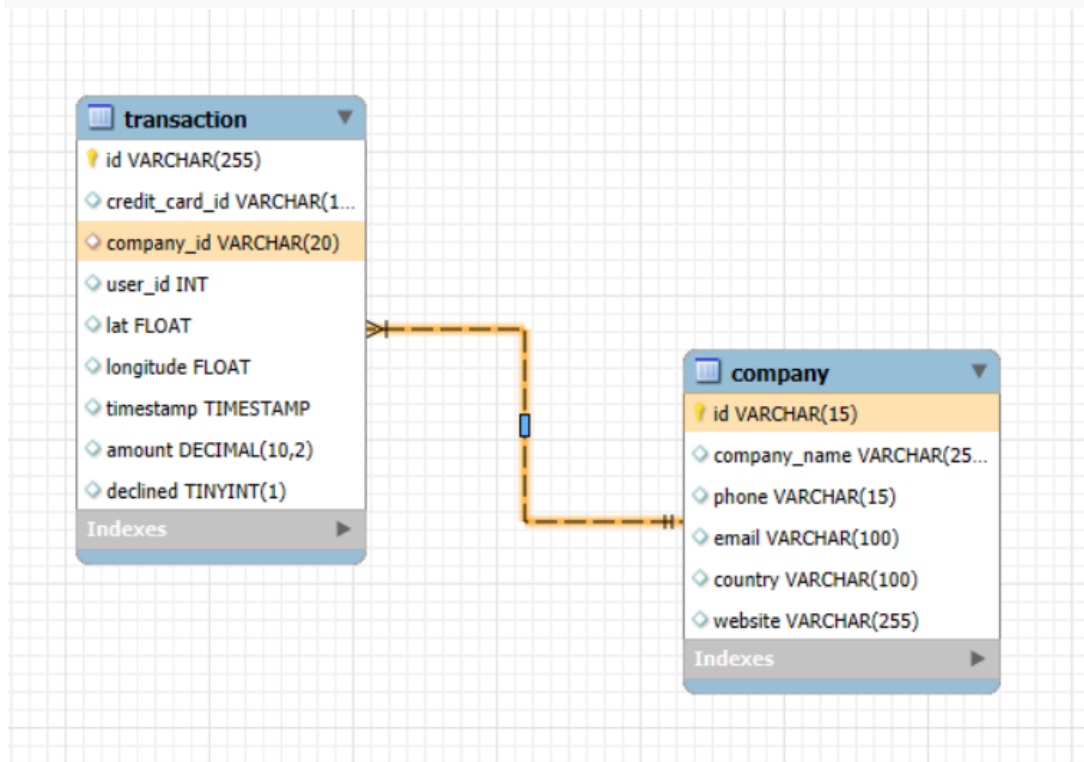 transaction
id VARCHAR(255)
credit_card_id VARCHAR(1...
company_id VARCHAR(20)
user_id INT
lat FLOAT
longitude FLOAT
timestamp TIMESTAMP
amount DECIMAL(10,2)
declined TINYINT(1)
Indexes
company
id VARCHAR(15)
company_name VARCHAR(25...
phone VARCHAR(15)
email VARCHAR(100)
country VARCHAR(100)
website VARCHAR(255)
Indexes